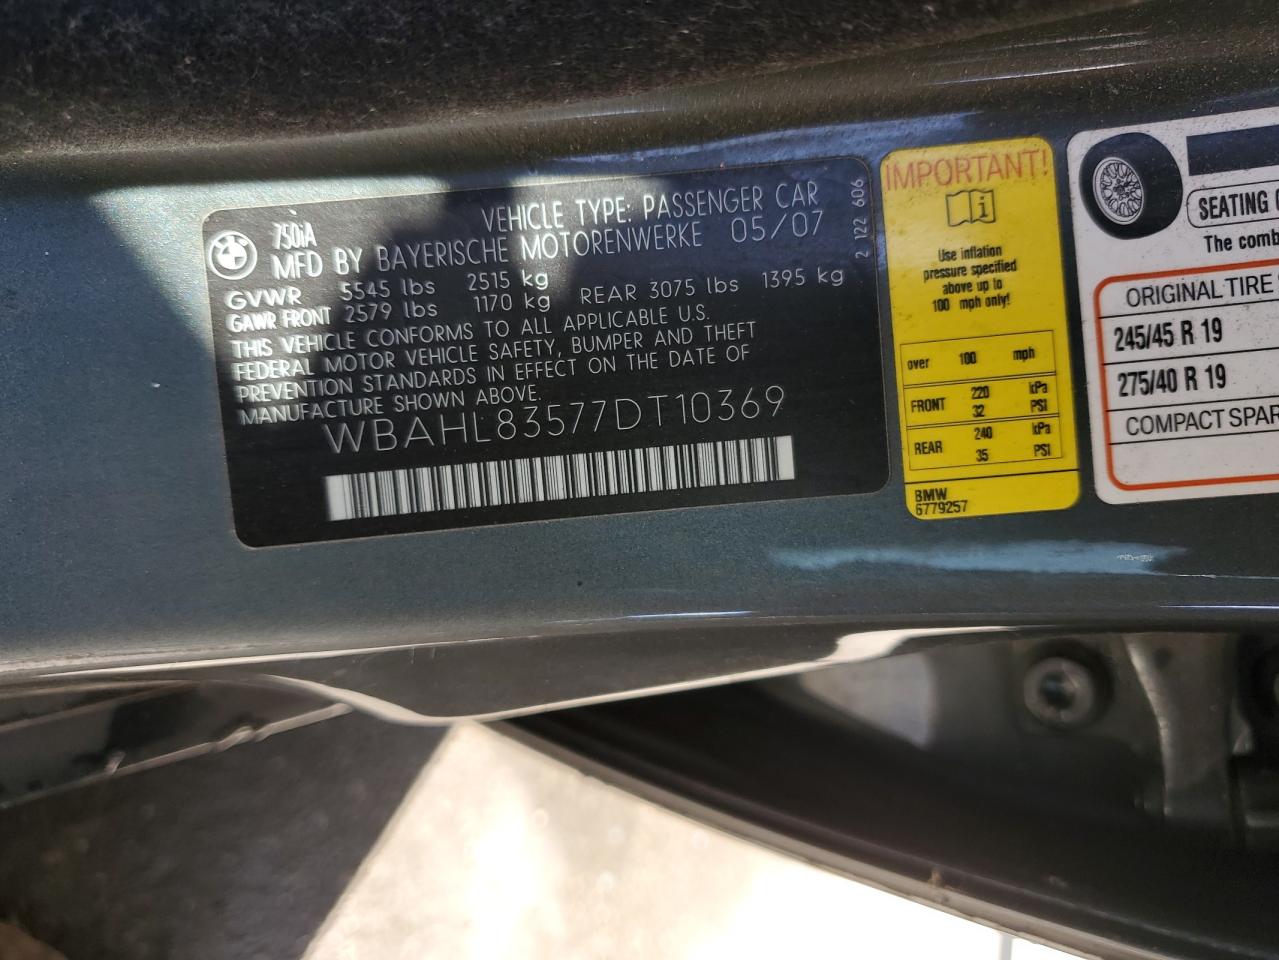 BMW
750iA
VEHICLE TYPE: PASSENGER CAR
MFD BY BAYERISCHE MOTORENWERKE 05/07
GVWR 5545 lbs 2515 kg
GAWR FRONT 2579 lbs 1170 kg REAR 3075 lbs 1395 kg
THIS VEHICLE CONFORMS TO ALL APPLICABLE U.S.
FEDERAL MOTOR VEHICLE SAFETY, BUMPER AND THEFT
PREVENTION STANDARDS IN EFFECT ON THE DATE OF
MANUFACTURE SHOWN ABOVE.
WBAHL83577DT10369
2 122 606
IMPORTANT!
i
Use inflation
pressure specified
above up to
100 mph only!
over 100 mph
FRONT 220 kPa
32 PSI
REAR 240 kPa
35 PSI
BMW
6779257
SEATING
The comb
ORIGINAL TIRE
245/45 R 19
275/40 R 19
COMPACT SPAR